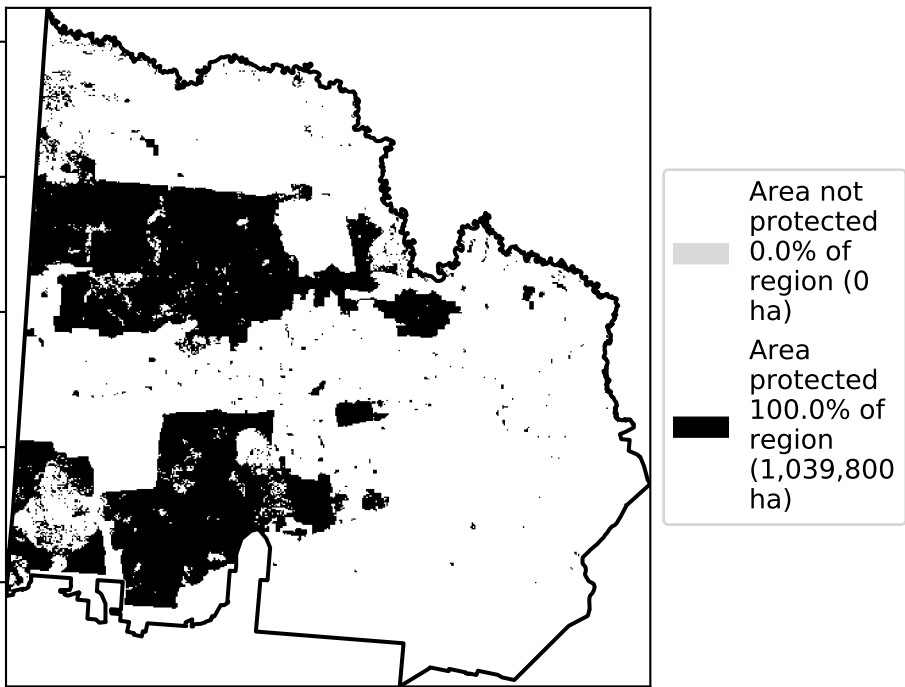 Area not
protected
0.0% of
region (0
ha)
Area
protected
100.0% of
region
(1,039,800
ha)